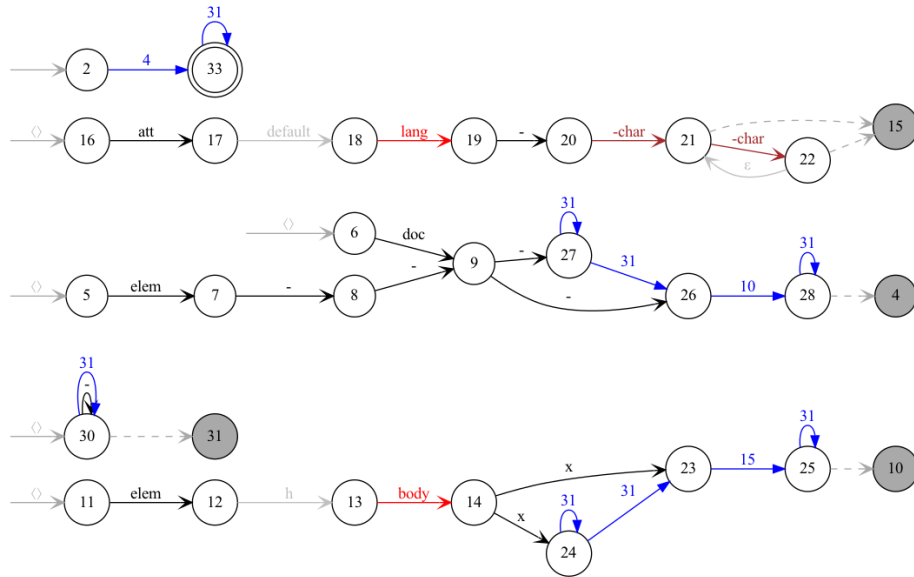 31
2 4 33
⟨⟩ 16 att 17 default 18 lang 19 - 20 -char 21 -char 22 ε 15
⟨⟩ 6 doc 9 - 27 31 31
⟨⟩ 5 elem 7 - 8 - - 26 10 28 31 4
31
-
⟨⟩ 30 31
⟨⟩ 11 elem 12 h 13 body 14 x 23 15 25 31 10
x 24 31 31